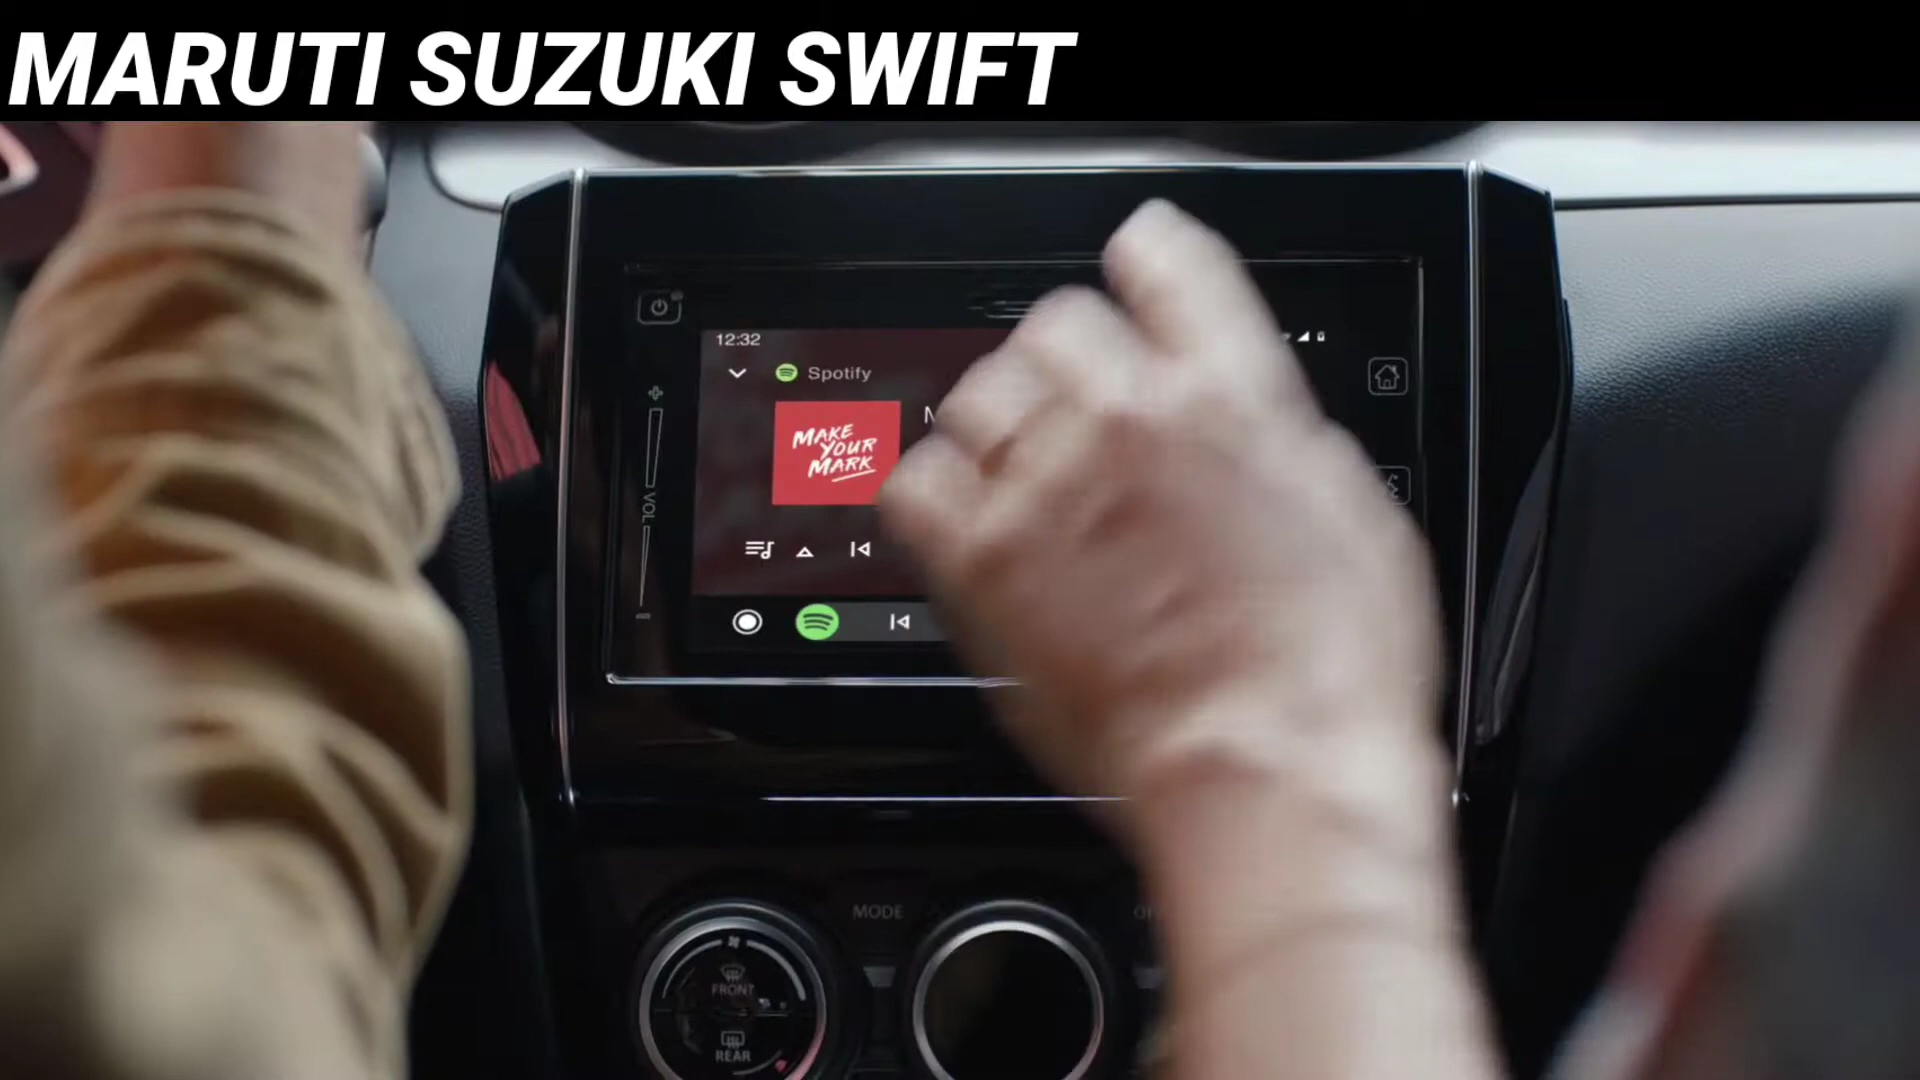 MARUTI SUZUKI SWIFT
12:32
Spotify
MAKE
YOUR
MARK
VOL
MODE
FRONT
REAR